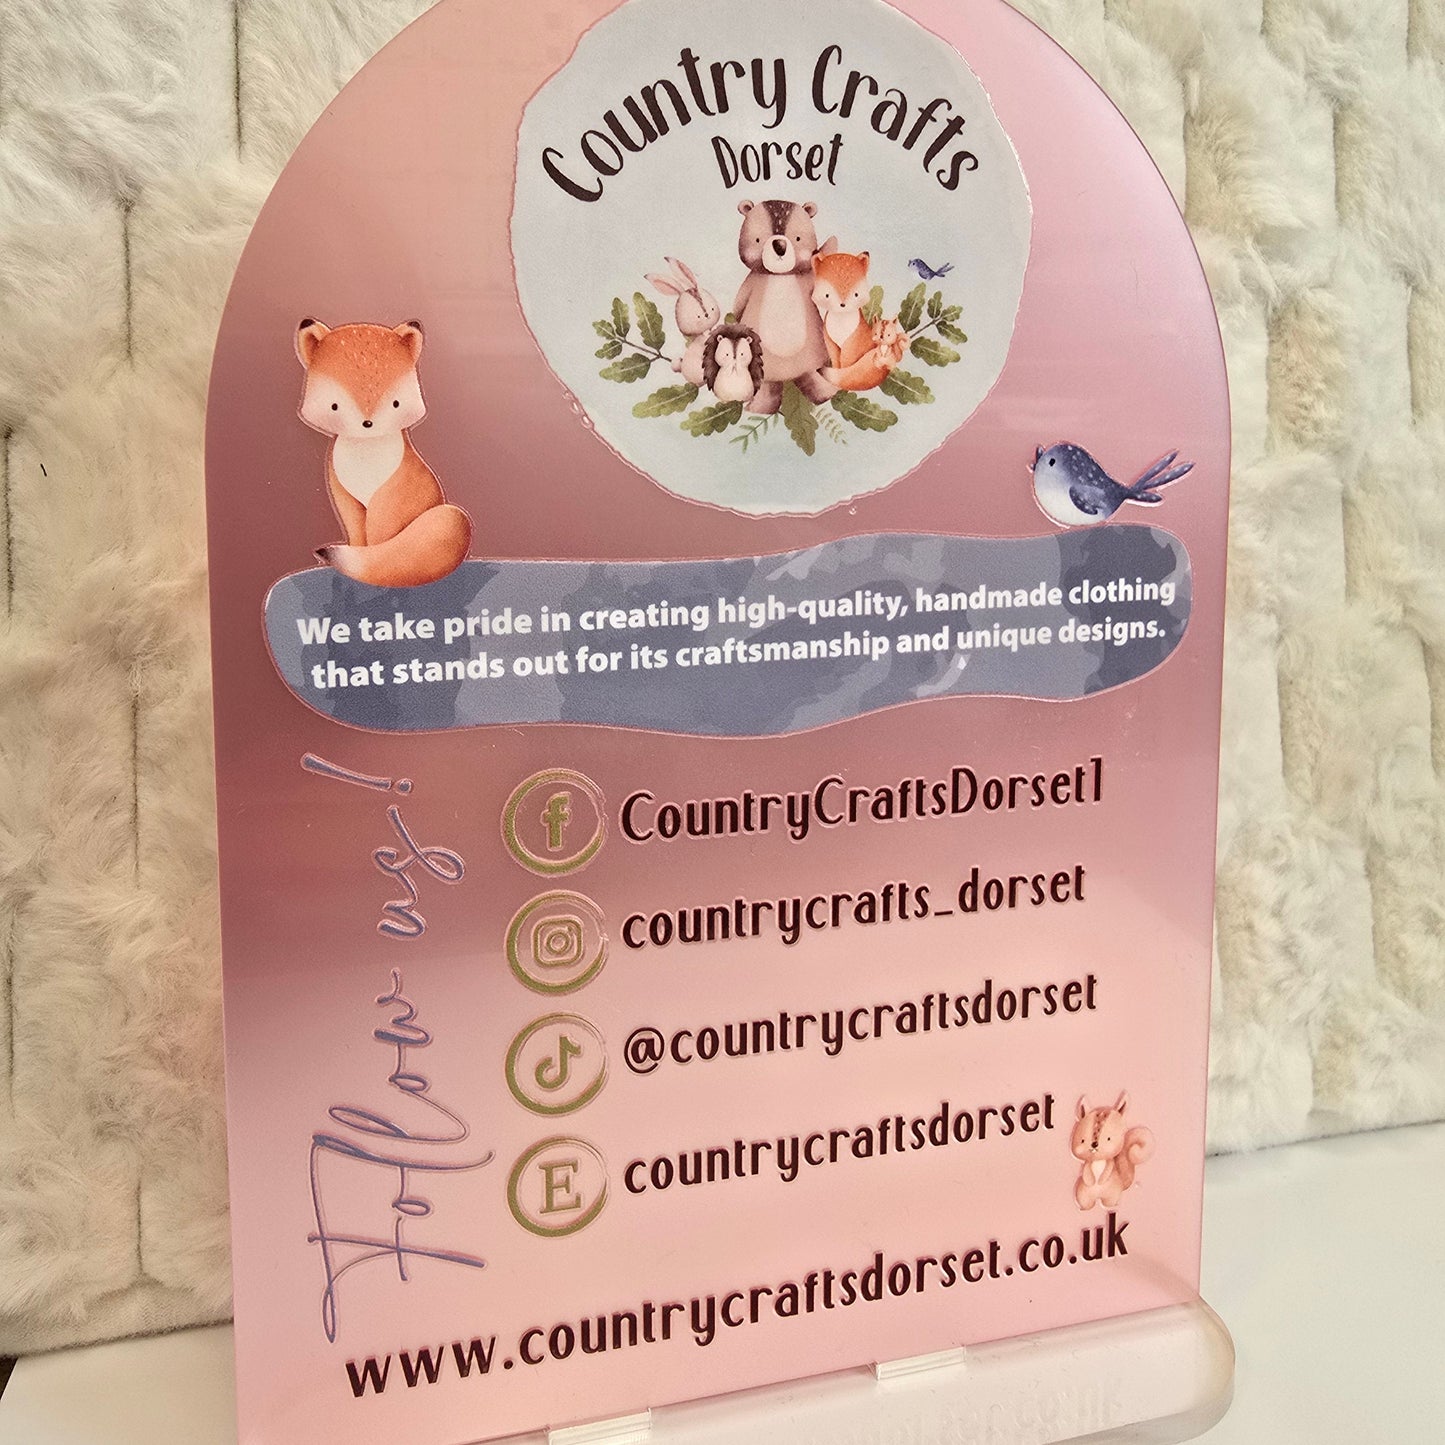 Country Crafts
Dorset
We take pride in creating high-quality, handmade clothing
that stands out for its craftsmanship and unique designs.
Follow us!
CountryCraftsDorset1
countrycrafts_dorset
@countrycraftsdorset
E countrycraftsdorset
www.countrycraftsdorset.co.uk